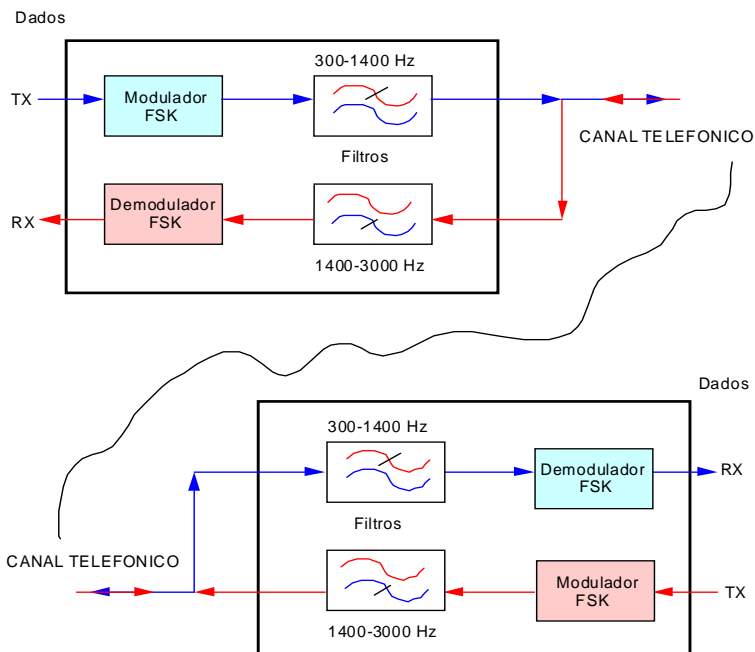 Dados
300-1400 Hz
TX
Modulador
FSK
CANAL TELEFONICO
Filtros
RX
Demodulador
FSK
1400-3000 Hz
Dados
300-1400 Hz
Demodulador
FSK
RX
Filtros
CANAL TELEFONICO
Modulador
FSK
TX
1400-3000 Hz